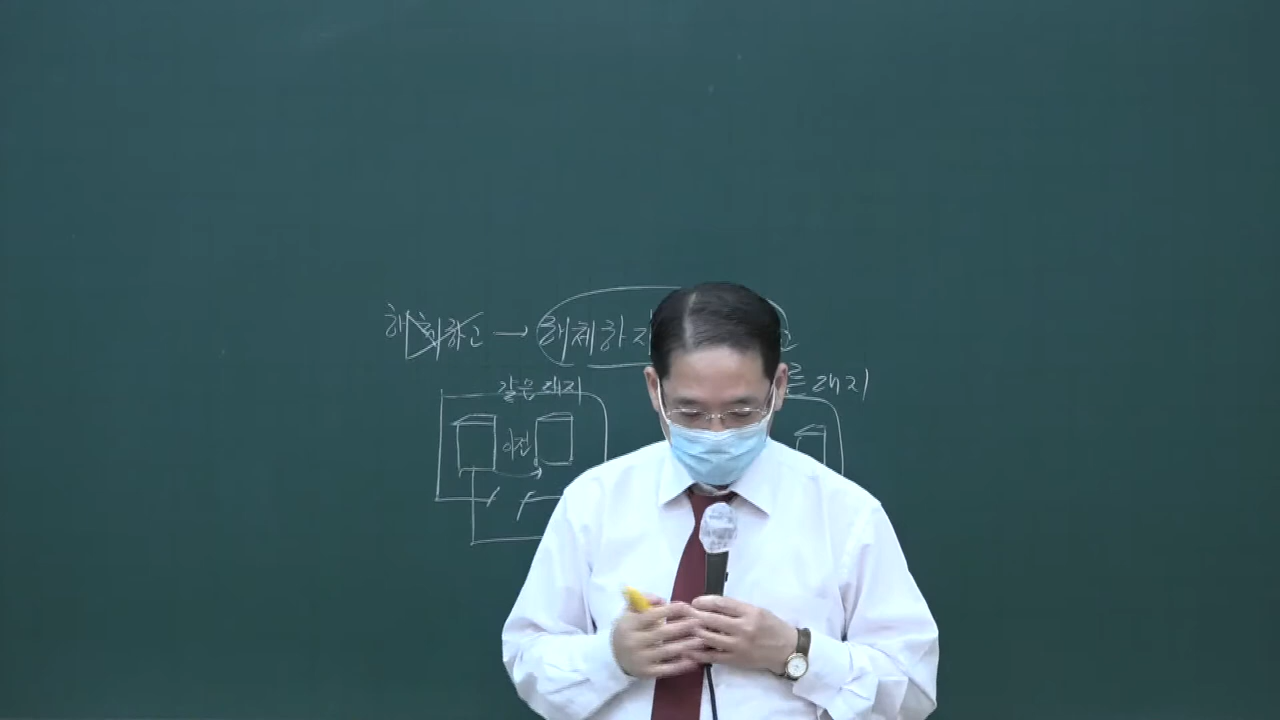 해체하고 → 해체하지
같은 대지 른 대지
이전